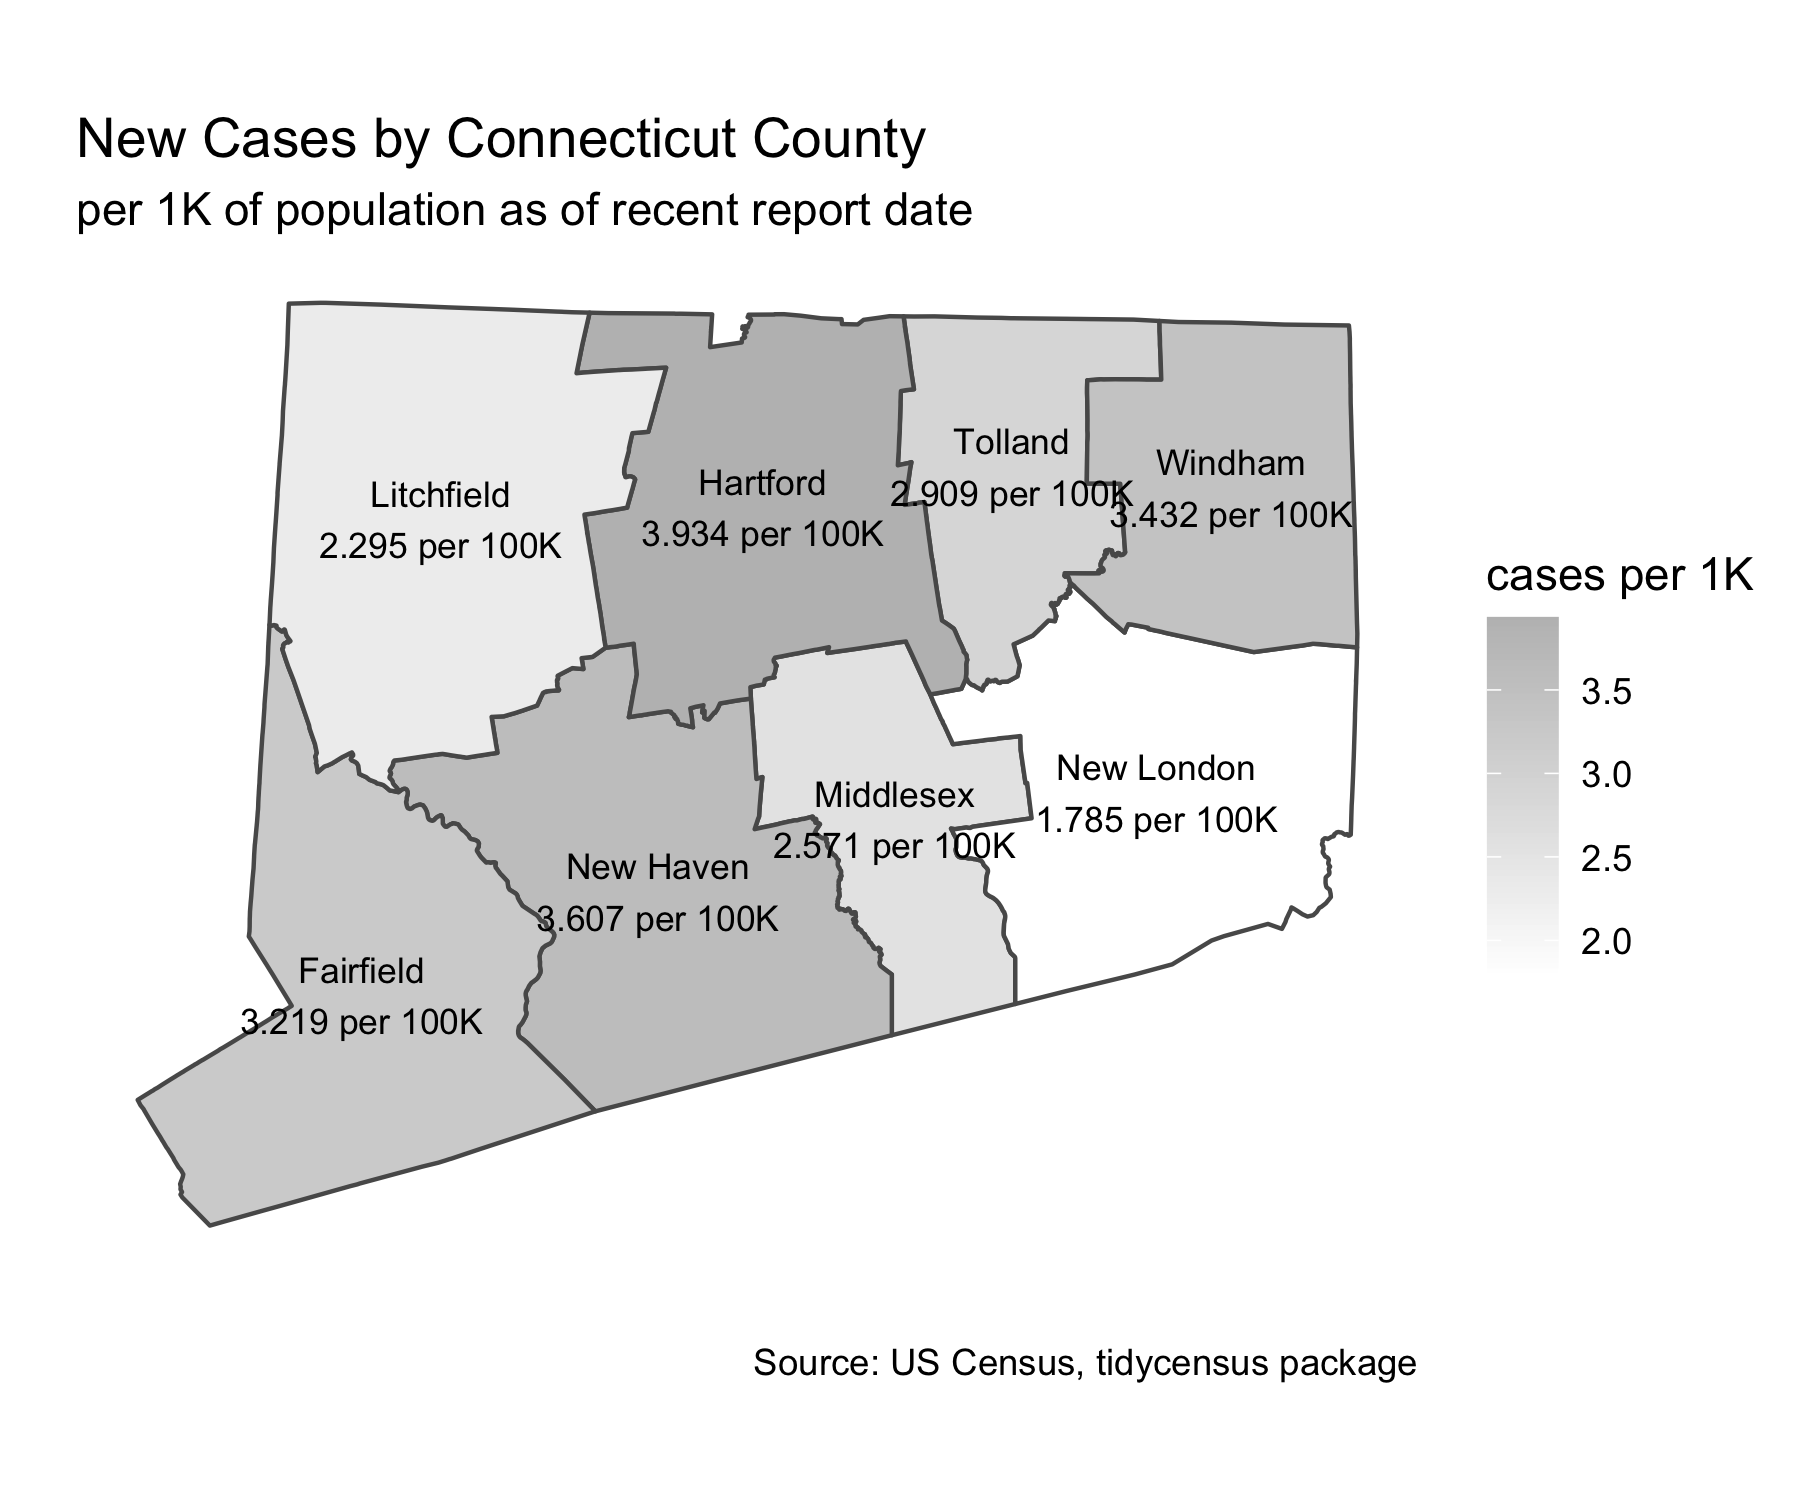 New Cases by Connecticut County
per 1K of population as of recent report date
Litchfield
2.295 per 100K
Hartford
3.934 per 100K
Tolland
2.909 per 100K
Windham
3.432 per 100K
New London
1.785 per 100K
Middlesex
2.571 per 100K
New Haven
3.607 per 100K
Fairfield
3.219 per 100K
cases per 1K
3.5
3.0
2.5
2.0
Source: US Census, tidycensus package